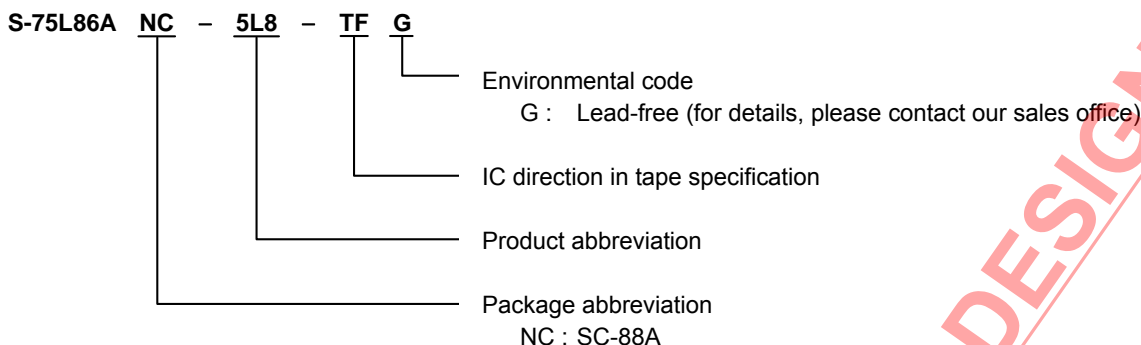 S-75L86A NC – 5L8 – TF G
Environmental code
G : Lead-free (for details, please contact our sales office)
IC direction in tape specification
Product abbreviation
Package abbreviation
NC : SC-88A
DESIGN